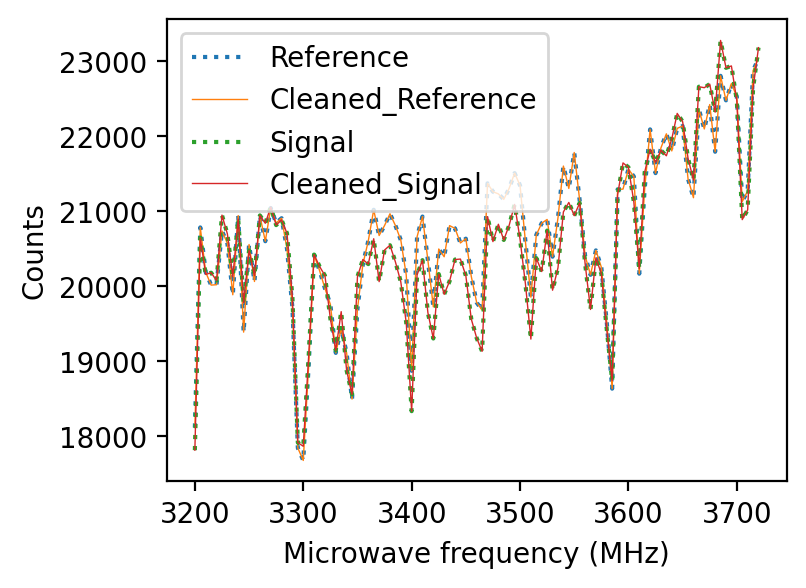 Reference
Cleaned_Reference
Signal
Cleaned_Signal
23000
22000
21000
20000
19000
18000
Counts
3200 3300 3400 3500 3600 3700
Microwave frequency (MHz)